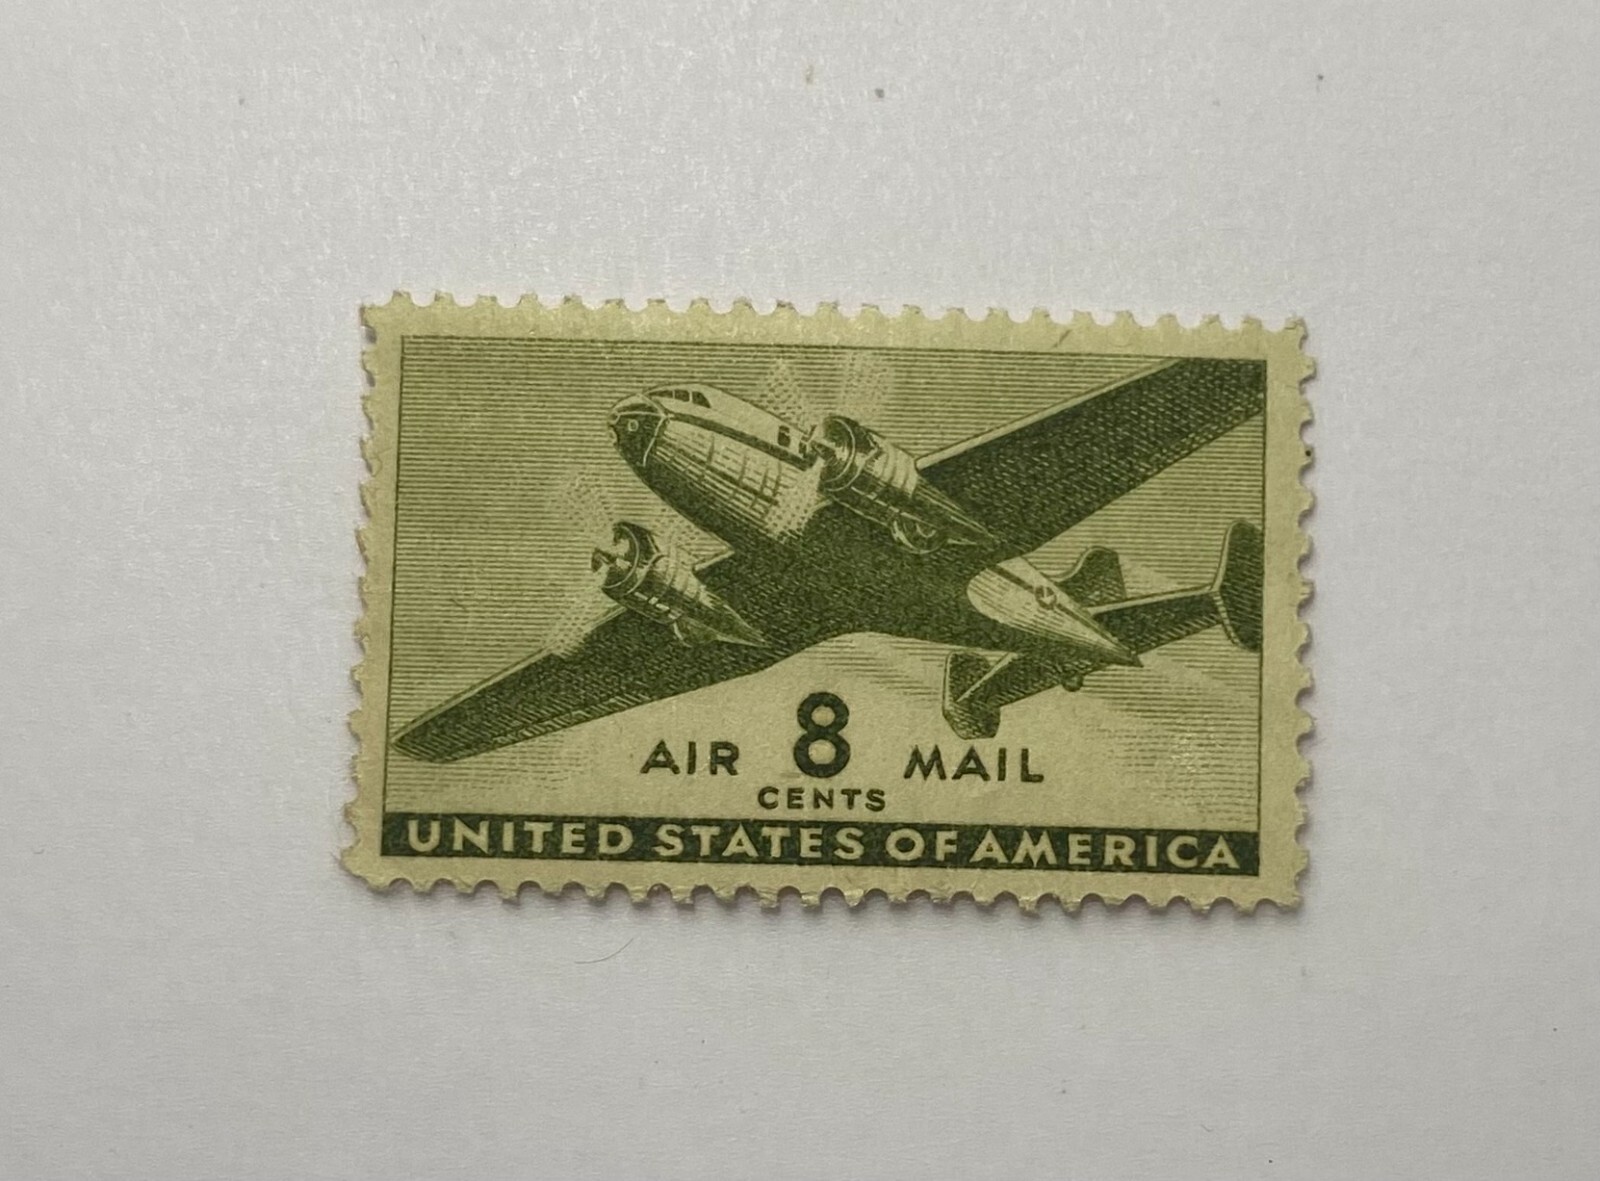 AIR 8 MAIL
CENTS
UNITED STATES OF AMERICA